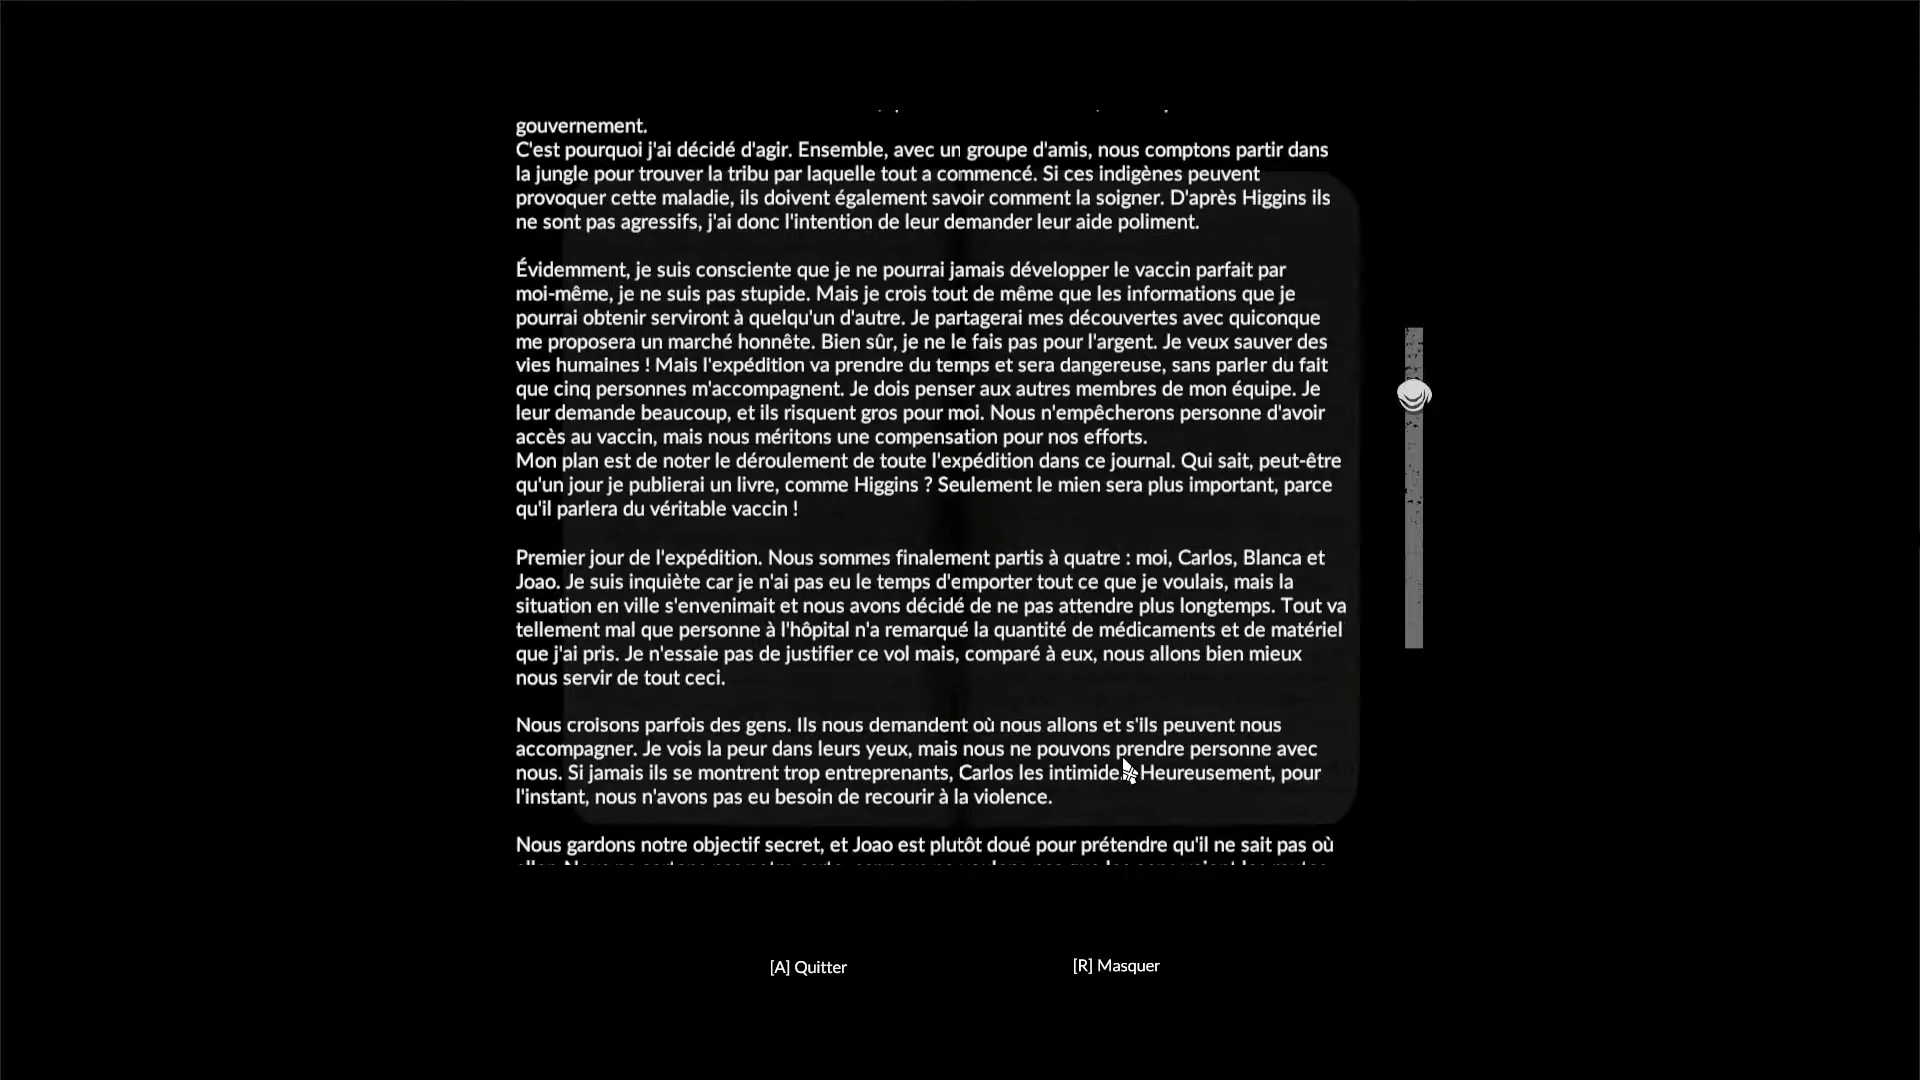 gouvernement.
C'est pourquoi j'ai décidé d'agir. Ensemble, avec un groupe d'amis, nous comptons partir dans
la jungle pour trouver la tribu par laquelle tout a commencé. Si ces indigènes peuvent
provoquer cette maladie, ils doivent également savoir comment la soigner. D'après Higgins ils
ne sont pas agressifs, j'ai donc l'intention de leur demander leur aide poliment.
Évidemment, je suis consciente que je ne pourrai jamais développer le vaccin parfait par
moi-même, je ne suis pas stupide. Mais je crois tout de même que les informations que je
pourrai obtenir serviront à quelqu'un d'autre. Je partagerai mes découvertes avec quiconque
me proposera un marché honnête. Bien sûr, je ne le fais pas pour l'argent. Je veux sauver des
vies humaines ! Mais l'expédition va prendre du temps et sera dangereuse, sans parler du fait
que cinq personnes m'accompagnent. Je dois penser aux autres membres de mon équipe. Je
leur demande beaucoup, et ils risquent gros pour moi. Nous n'empêcherons personne d'avoir
accès au vaccin, mais nous méritons une compensation pour nos efforts.
Mon plan est de noter le déroulement de toute l'expédition dans ce journal. Qui sait, peut-être
qu'un jour je publierai un livre, comme Higgins ? Seulement le mien sera plus important, parce
qu'il parlera du véritable vaccin !
Premier jour de l'expédition. Nous sommes finalement partis à quatre : moi, Carlos, Blanca et
Joao. Je suis inquiète car je n'ai pas eu le temps d'emporter tout ce que je voulais, mais la
situation en ville s'envenimait et nous avons décidé de ne pas attendre plus longtemps. Tout va
tellement mal que personne à l'hôpital n'a remarqué la quantité de médicaments et de matériel
que j'ai pris. Je n'essaie pas de justifier ce vol mais, comparé à eux, nous allons bien mieux
nous servir de tout ceci.
Nous croisons parfois des gens. Ils nous demandent où nous allons et s'ils peuvent nous
accompagner. Je vois la peur dans leurs yeux, mais nous ne pouvons prendre personne avec
nous. Si jamais ils se montrent trop entreprenants, Carlos les intimide. Heureusement, pour
l'instant, nous n'avons pas eu besoin de recourir à la violence.
Nous gardons notre objectif secret, et Joao est plutôt doué pour prétendre qu'il ne sait pas où
[A] Quitter
[R] Masquer